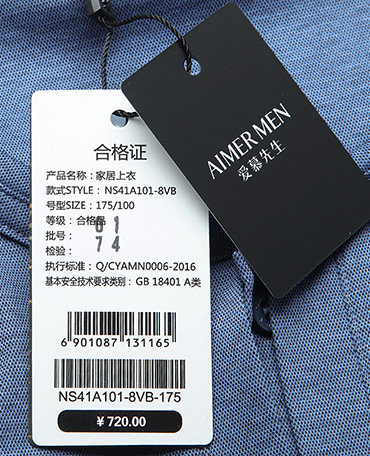 AIMER MEN
爱慕先生
合格证
产品名称：家居上衣
款式STYLE：NS41A101-8VB
号型SIZE：175/100
等级：合格品
批号：61
检验：74
执行标准：Q/CYAMN0006-2016
基本安全技术要求类别：GB 18401 A类
6 901087 131165
NS41A101-8VB-175
¥720.00